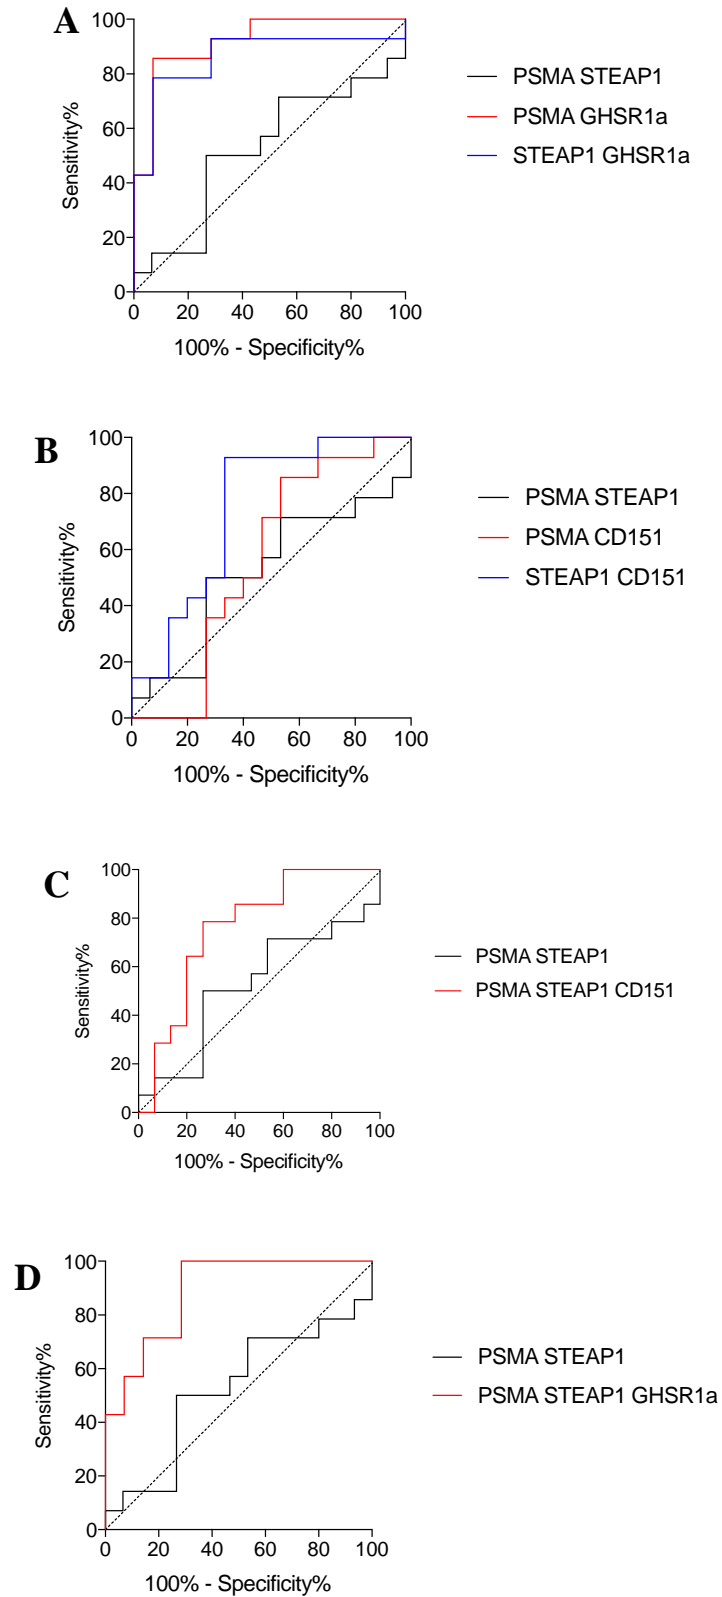 A
100
80
60
40
20
0
Sensitivity%
0 20 40 60 80 100
100% - Specificity%
PSMA STEAP1
PSMA GHSR1a
STEAP1 GHSR1a
B
100
80
60
40
20
0
Sensitivity%
0 20 40 60 80 100
100% - Specificity%
PSMA STEAP1
PSMA CD151
STEAP1 CD151
C
100
80
60
40
20
0
Sensitivity%
0 20 40 60 80 100
100% - Specificity%
PSMA STEAP1
PSMA STEAP1 CD151
D
100
80
60
40
20
0
Sensitivity%
0 20 40 60 80 100
100% - Specificity%
PSMA STEAP1
PSMA STEAP1 GHSR1a